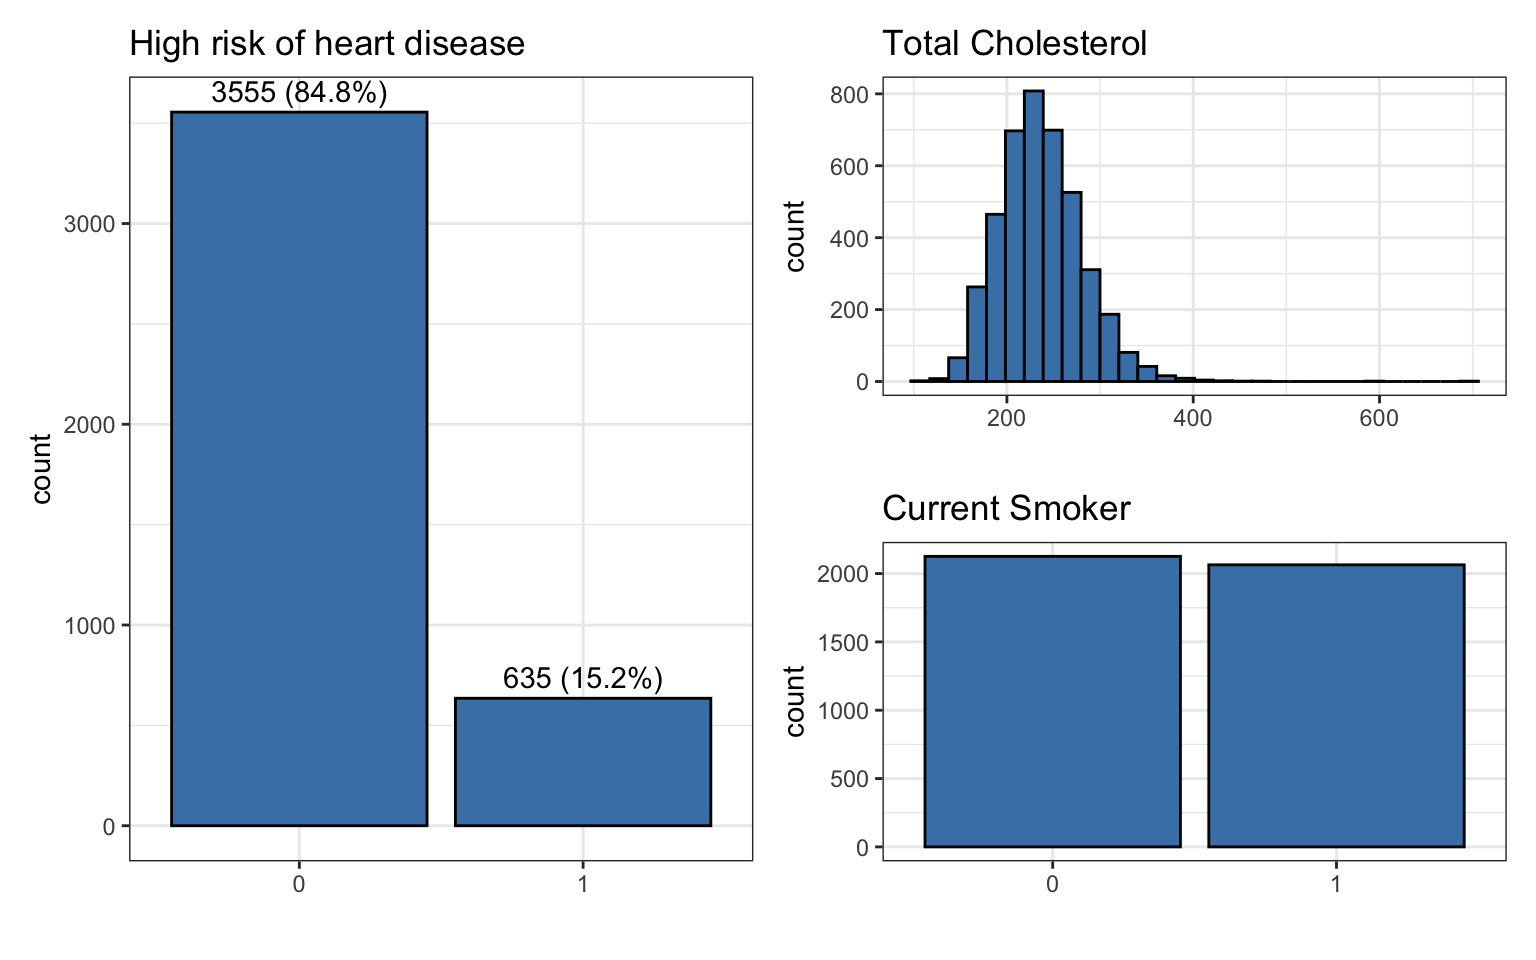 High risk of heart disease
3555 (84.8%)
635 (15.2%)
3000
2000
1000
0
count
0 1
Total Cholesterol
800
600
400
200
0
count
200 400 600
Current Smoker
2000
1500
1000
500
0
count
0 1